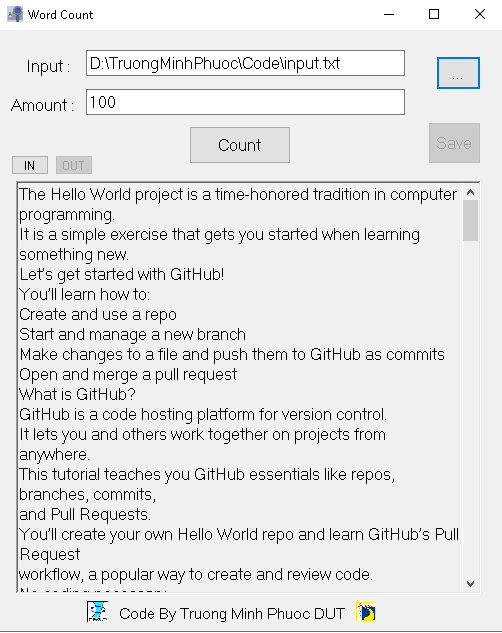 Word Count
Input :
D:\TruongMinhPhuoc\Code\input.txt
...
Amount :
100
Count
Save
IN
OUT
The Hello World project is a time-honored tradition in computer
programming.
It is a simple exercise that gets you started when learning
something new.
Let's get started with GitHub!
You'll learn how to:
Create and use a repo
Start and manage a new branch
Make changes to a file and push them to GitHub as commits
Open and merge a pull request
What is GitHub?
GitHub is a code hosting platform for version control.
It lets you and others work together on projects from
anywhere.
This tutorial teaches you GitHub essentials like repos,
branches, commits,
and Pull Requests.
You'll create your own Hello World repo and learn GitHub's Pull
Request
workflow, a popular way to create and review code.
No coding necessary
Code By Truong Minh Phuoc DUT